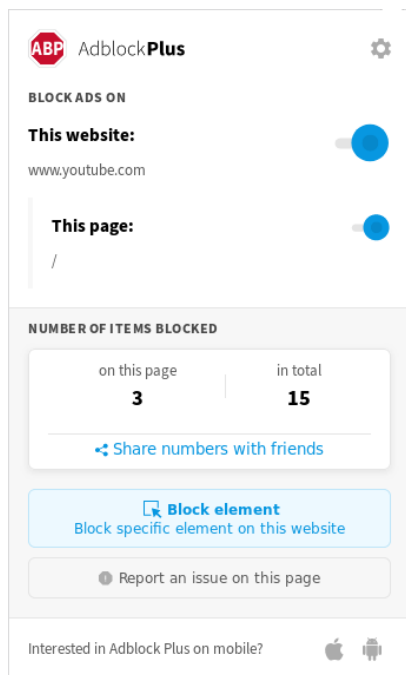 ABP AdblockPlus
BLOCK ADS ON
This website:
www.youtube.com
This page:
/
NUMBER OF ITEMS BLOCKED
on this page
in total
3
15
Share numbers with friends
Block element
Block specific element on this website
Report an issue on this page
Interested in Adblock Plus on mobile?